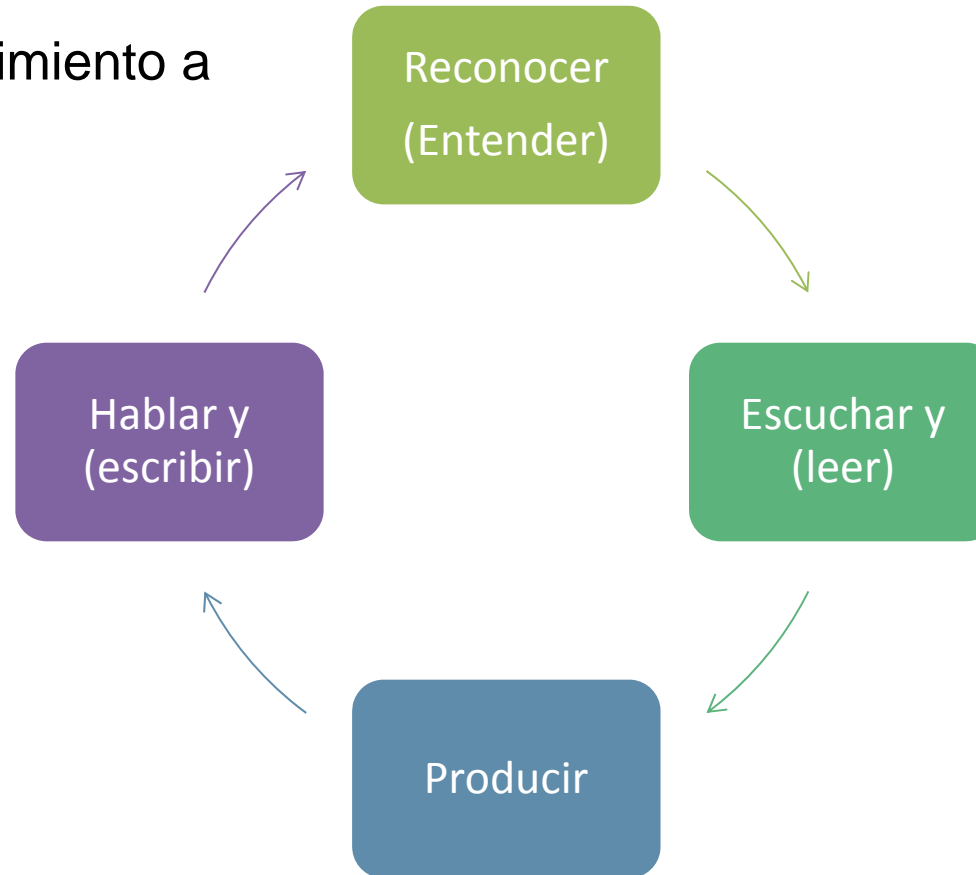 imiento a
Reconocer
(Entender)
Escuchar y
(leer)
Producir
Hablar y
(escribir)